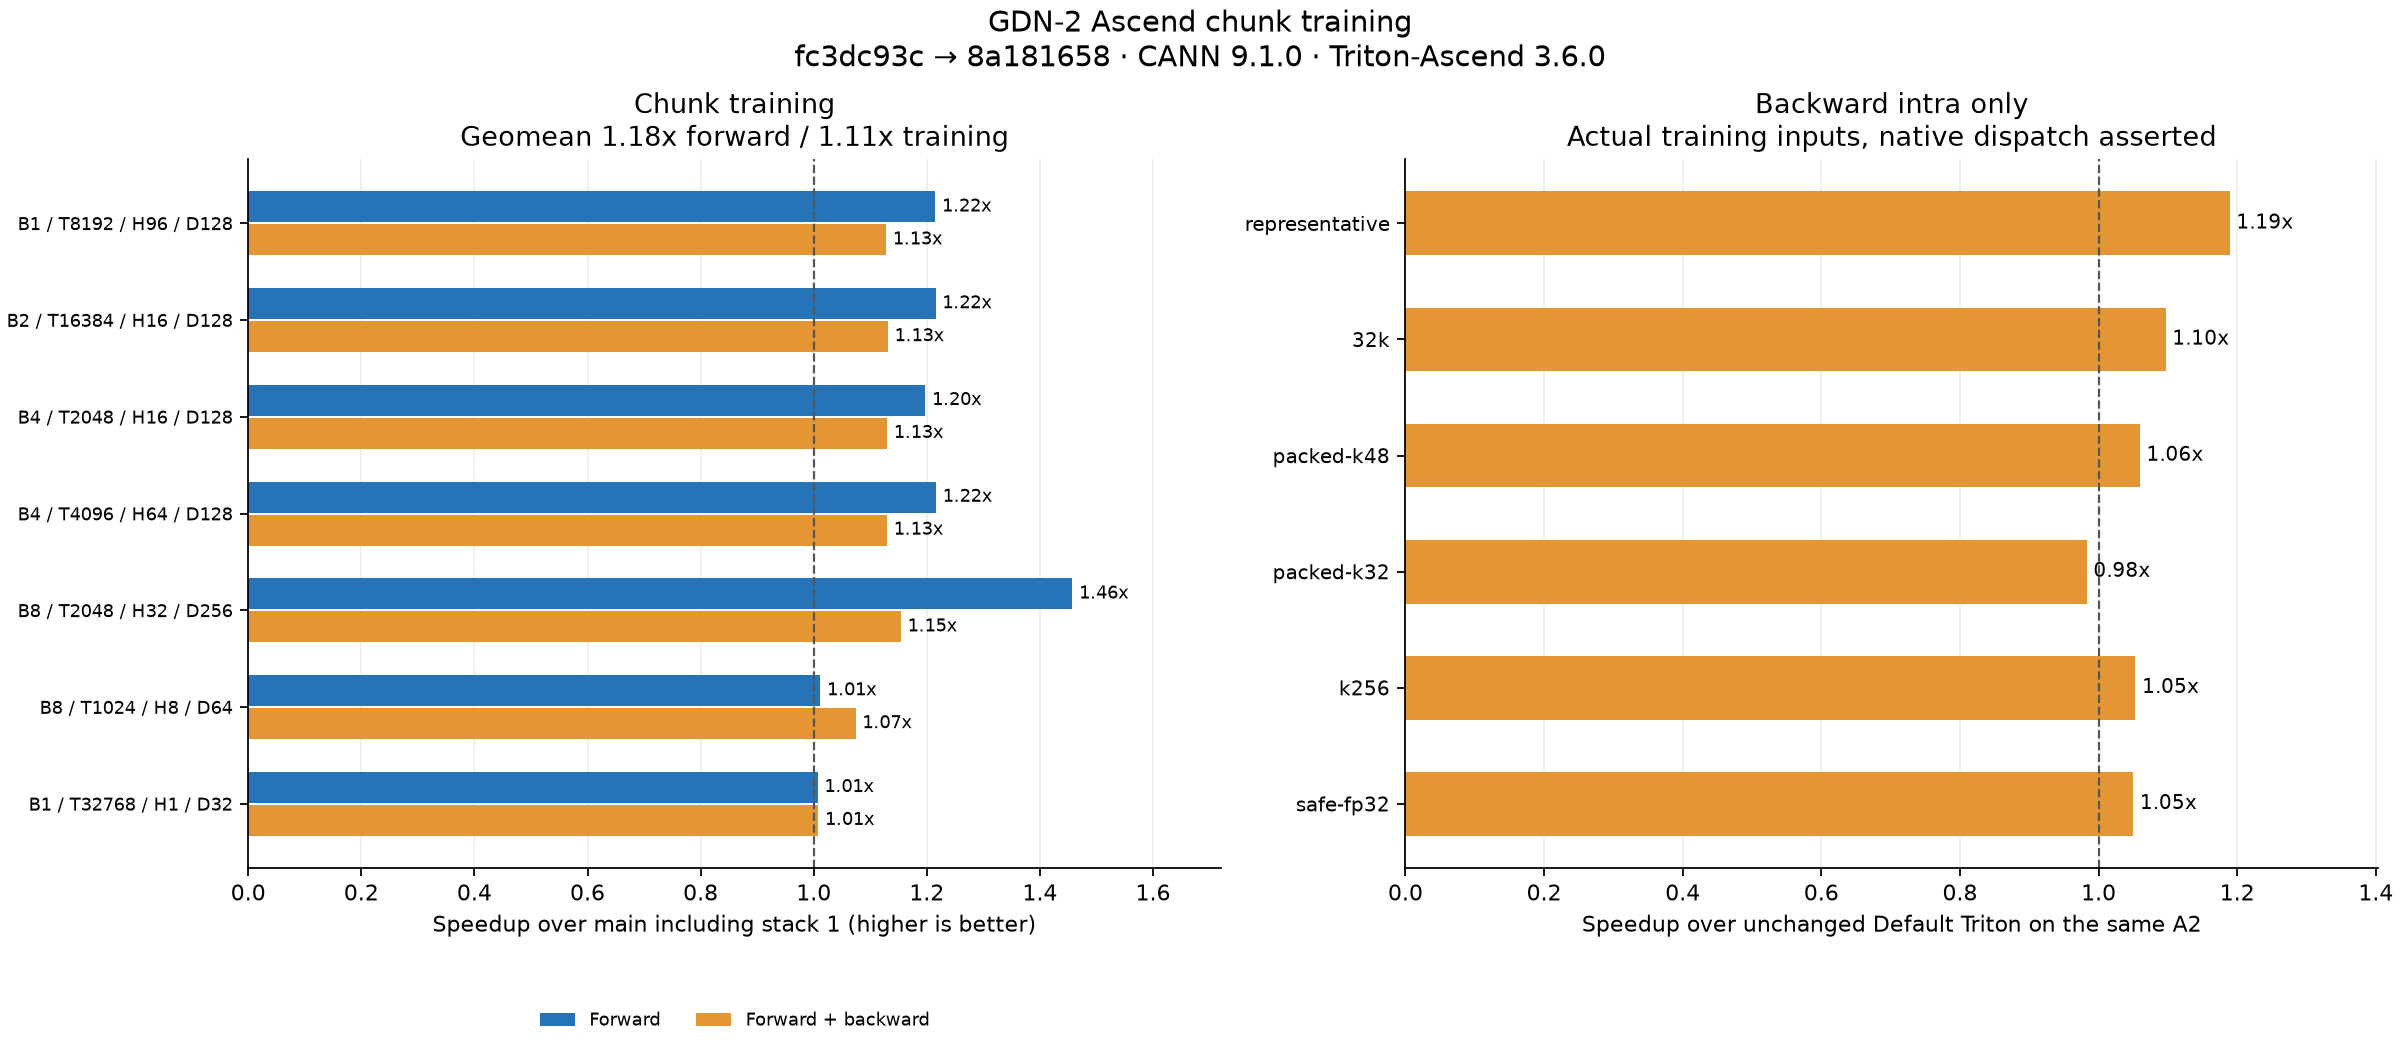 GDN-2 Ascend chunk training
fc3dc93c → 8a181658 · CANN 9.1.0 · Triton-Ascend 3.6.0
Chunk training
Geomean 1.18x forward / 1.11x training
B1 / T8192 / H96 / D128
1.22x
1.13x
B2 / T16384 / H16 / D128
1.22x
1.13x
B4 / T2048 / H16 / D128
1.20x
1.13x
B4 / T4096 / H64 / D128
1.22x
1.13x
B8 / T2048 / H32 / D256
1.46x
1.15x
B8 / T1024 / H8 / D64
1.01x
1.07x
B1 / T32768 / H1 / D32
1.01x
1.01x
0.0 0.2 0.4 0.6 0.8 1.0 1.2 1.4 1.6
Speedup over main including stack 1 (higher is better)
Forward
Forward + backward
Backward intra only
Actual training inputs, native dispatch asserted
representative
1.19x
32k
1.10x
packed-k48
1.06x
packed-k32
0.98x
k256
1.05x
safe-fp32
1.05x
0.0 0.2 0.4 0.6 0.8 1.0 1.2 1.4
Speedup over unchanged Default Triton on the same A2